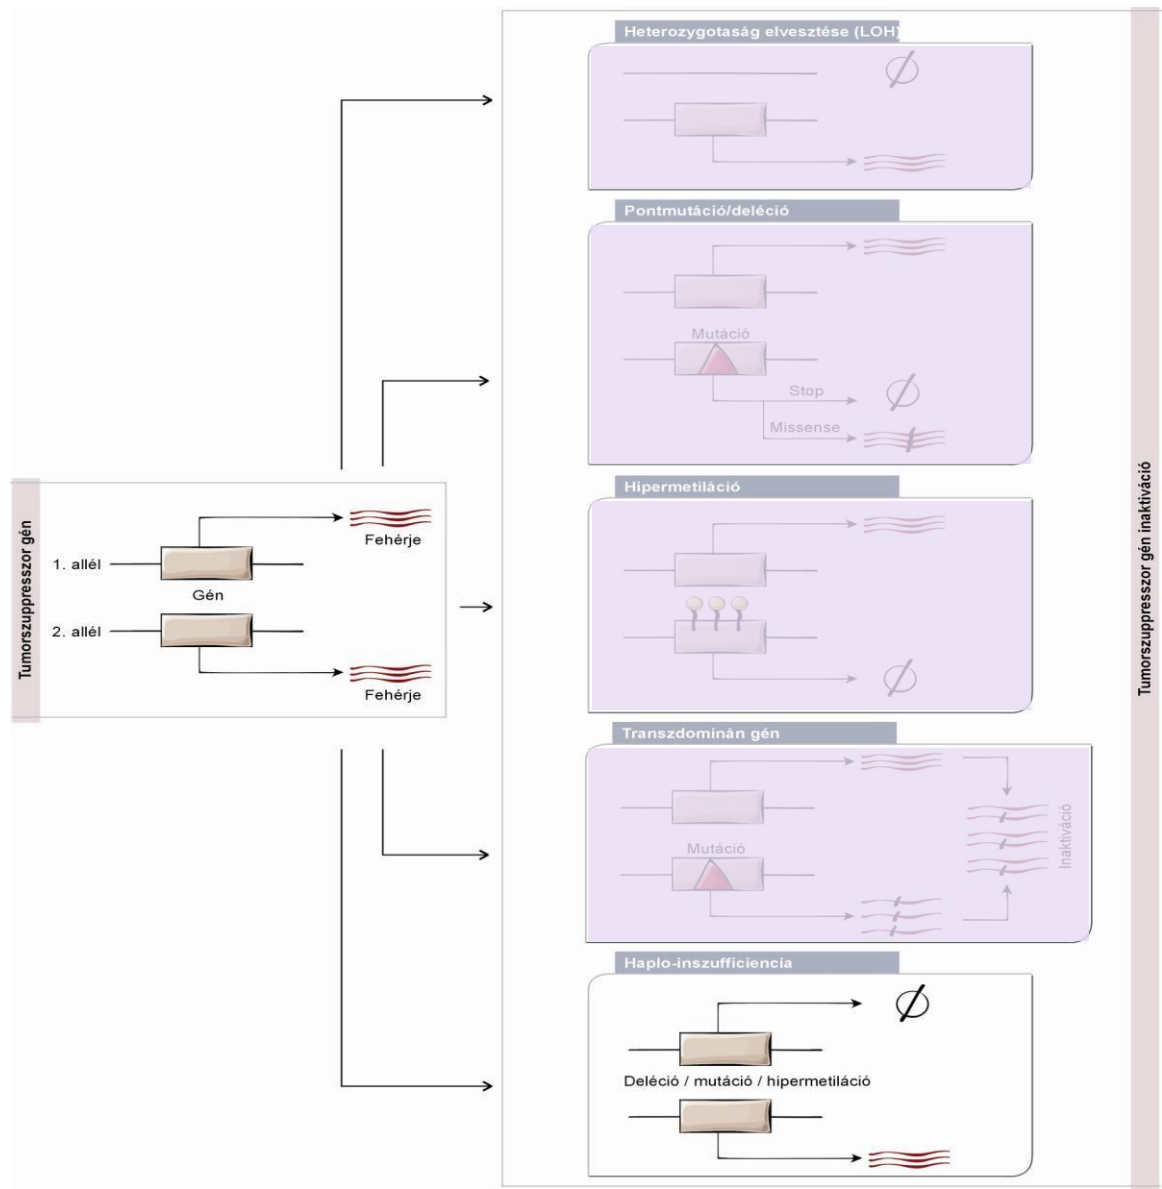 Tumorszuppresszor gén
1. allél
Fehérje
Gén
2. allél
Fehérje
Heterozygotaság elvesztése (LOH)
Pontmutáció/deléció
Mutáció
Stop
Missense
Hipermetiláció
Transzdominán gén
Mutáció
Inaktiváció
Haplo-inszufficiencia
Deléció / mutáció / hipermetiláció
Tumorszuppresszor gén inaktiváció